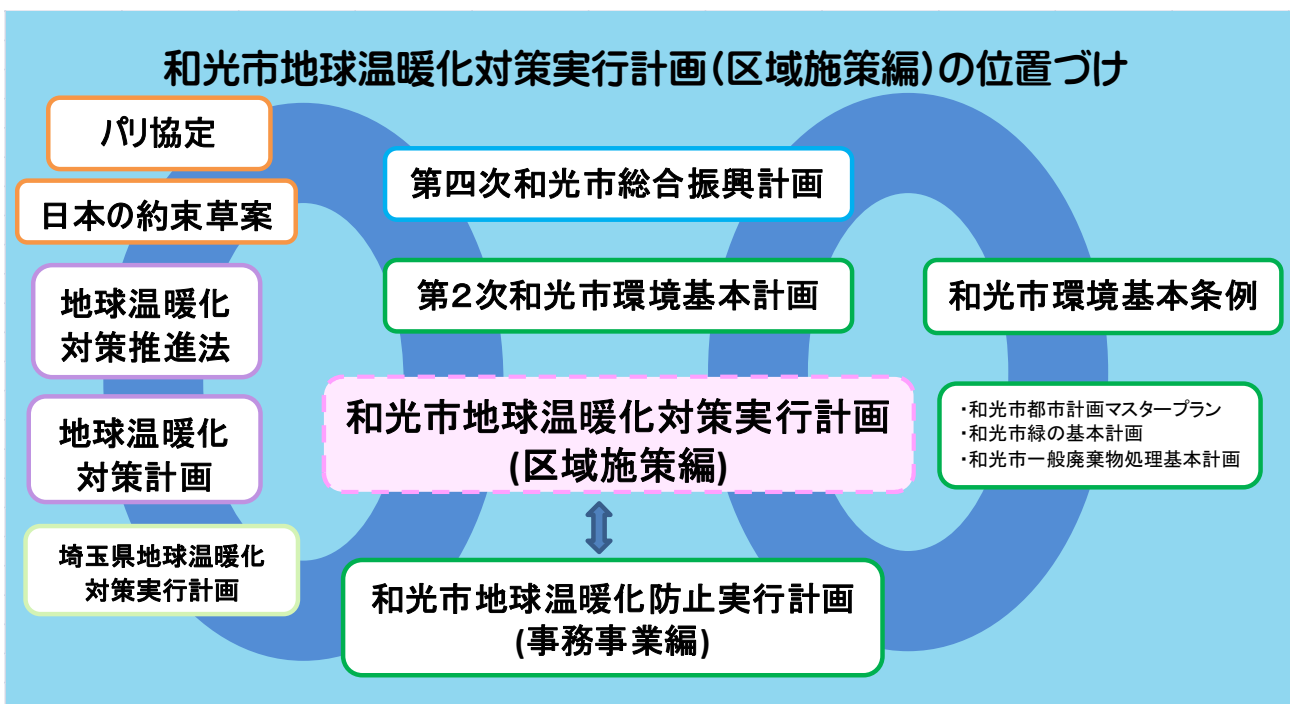 和光市地球温暖化対策実行計画(区域施策編)の位置づけ
パリ協定
日本の約束草案
地球温暖化
対策推進法
地球温暖化
対策計画
埼玉県地球温暖化
対策実行計画
第四次和光市総合振興計画
第2次和光市環境基本計画
和光市地球温暖化対策実行計画
(区域施策編)
和光市地球温暖化防止実行計画
(事務事業編)
和光市環境基本条例
・和光市都市計画マスタープラン
・和光市緑の基本計画
・和光市一般廃棄物処理基本計画